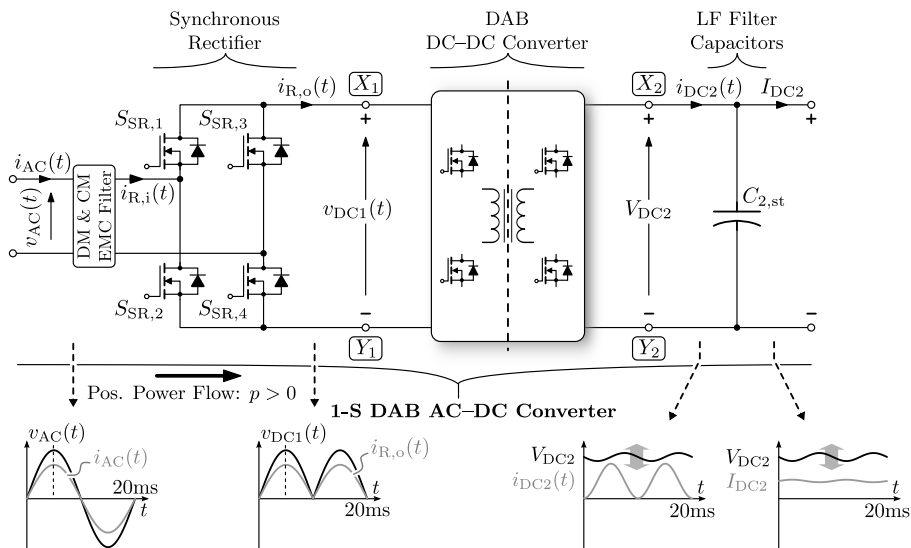 Synchronous
Rectifier
DAB
DC–DC Converter
LF Filter
Capacitors
i_R,o(t)
X_1
X_2
i_DC2(t)
I_DC2
S_SR,1
S_SR,3
+
+
+
i_AC(t)
v_AC(t)
DM & CM
EMC Filter
i_R,i(t)
v_DC1(t)
V_DC2
C_2,st
S_SR,2
S_SR,4
–
–
–
Y_1
Y_2
Pos. Power Flow: p > 0
1-S DAB AC–DC Converter
v_AC(t)
i_AC(t)
20ms
t
v_DC1(t)
i_R,o(t)
t
20ms
V_DC2
i_DC2(t)
t
20ms
V_DC2
I_DC2
t
20ms